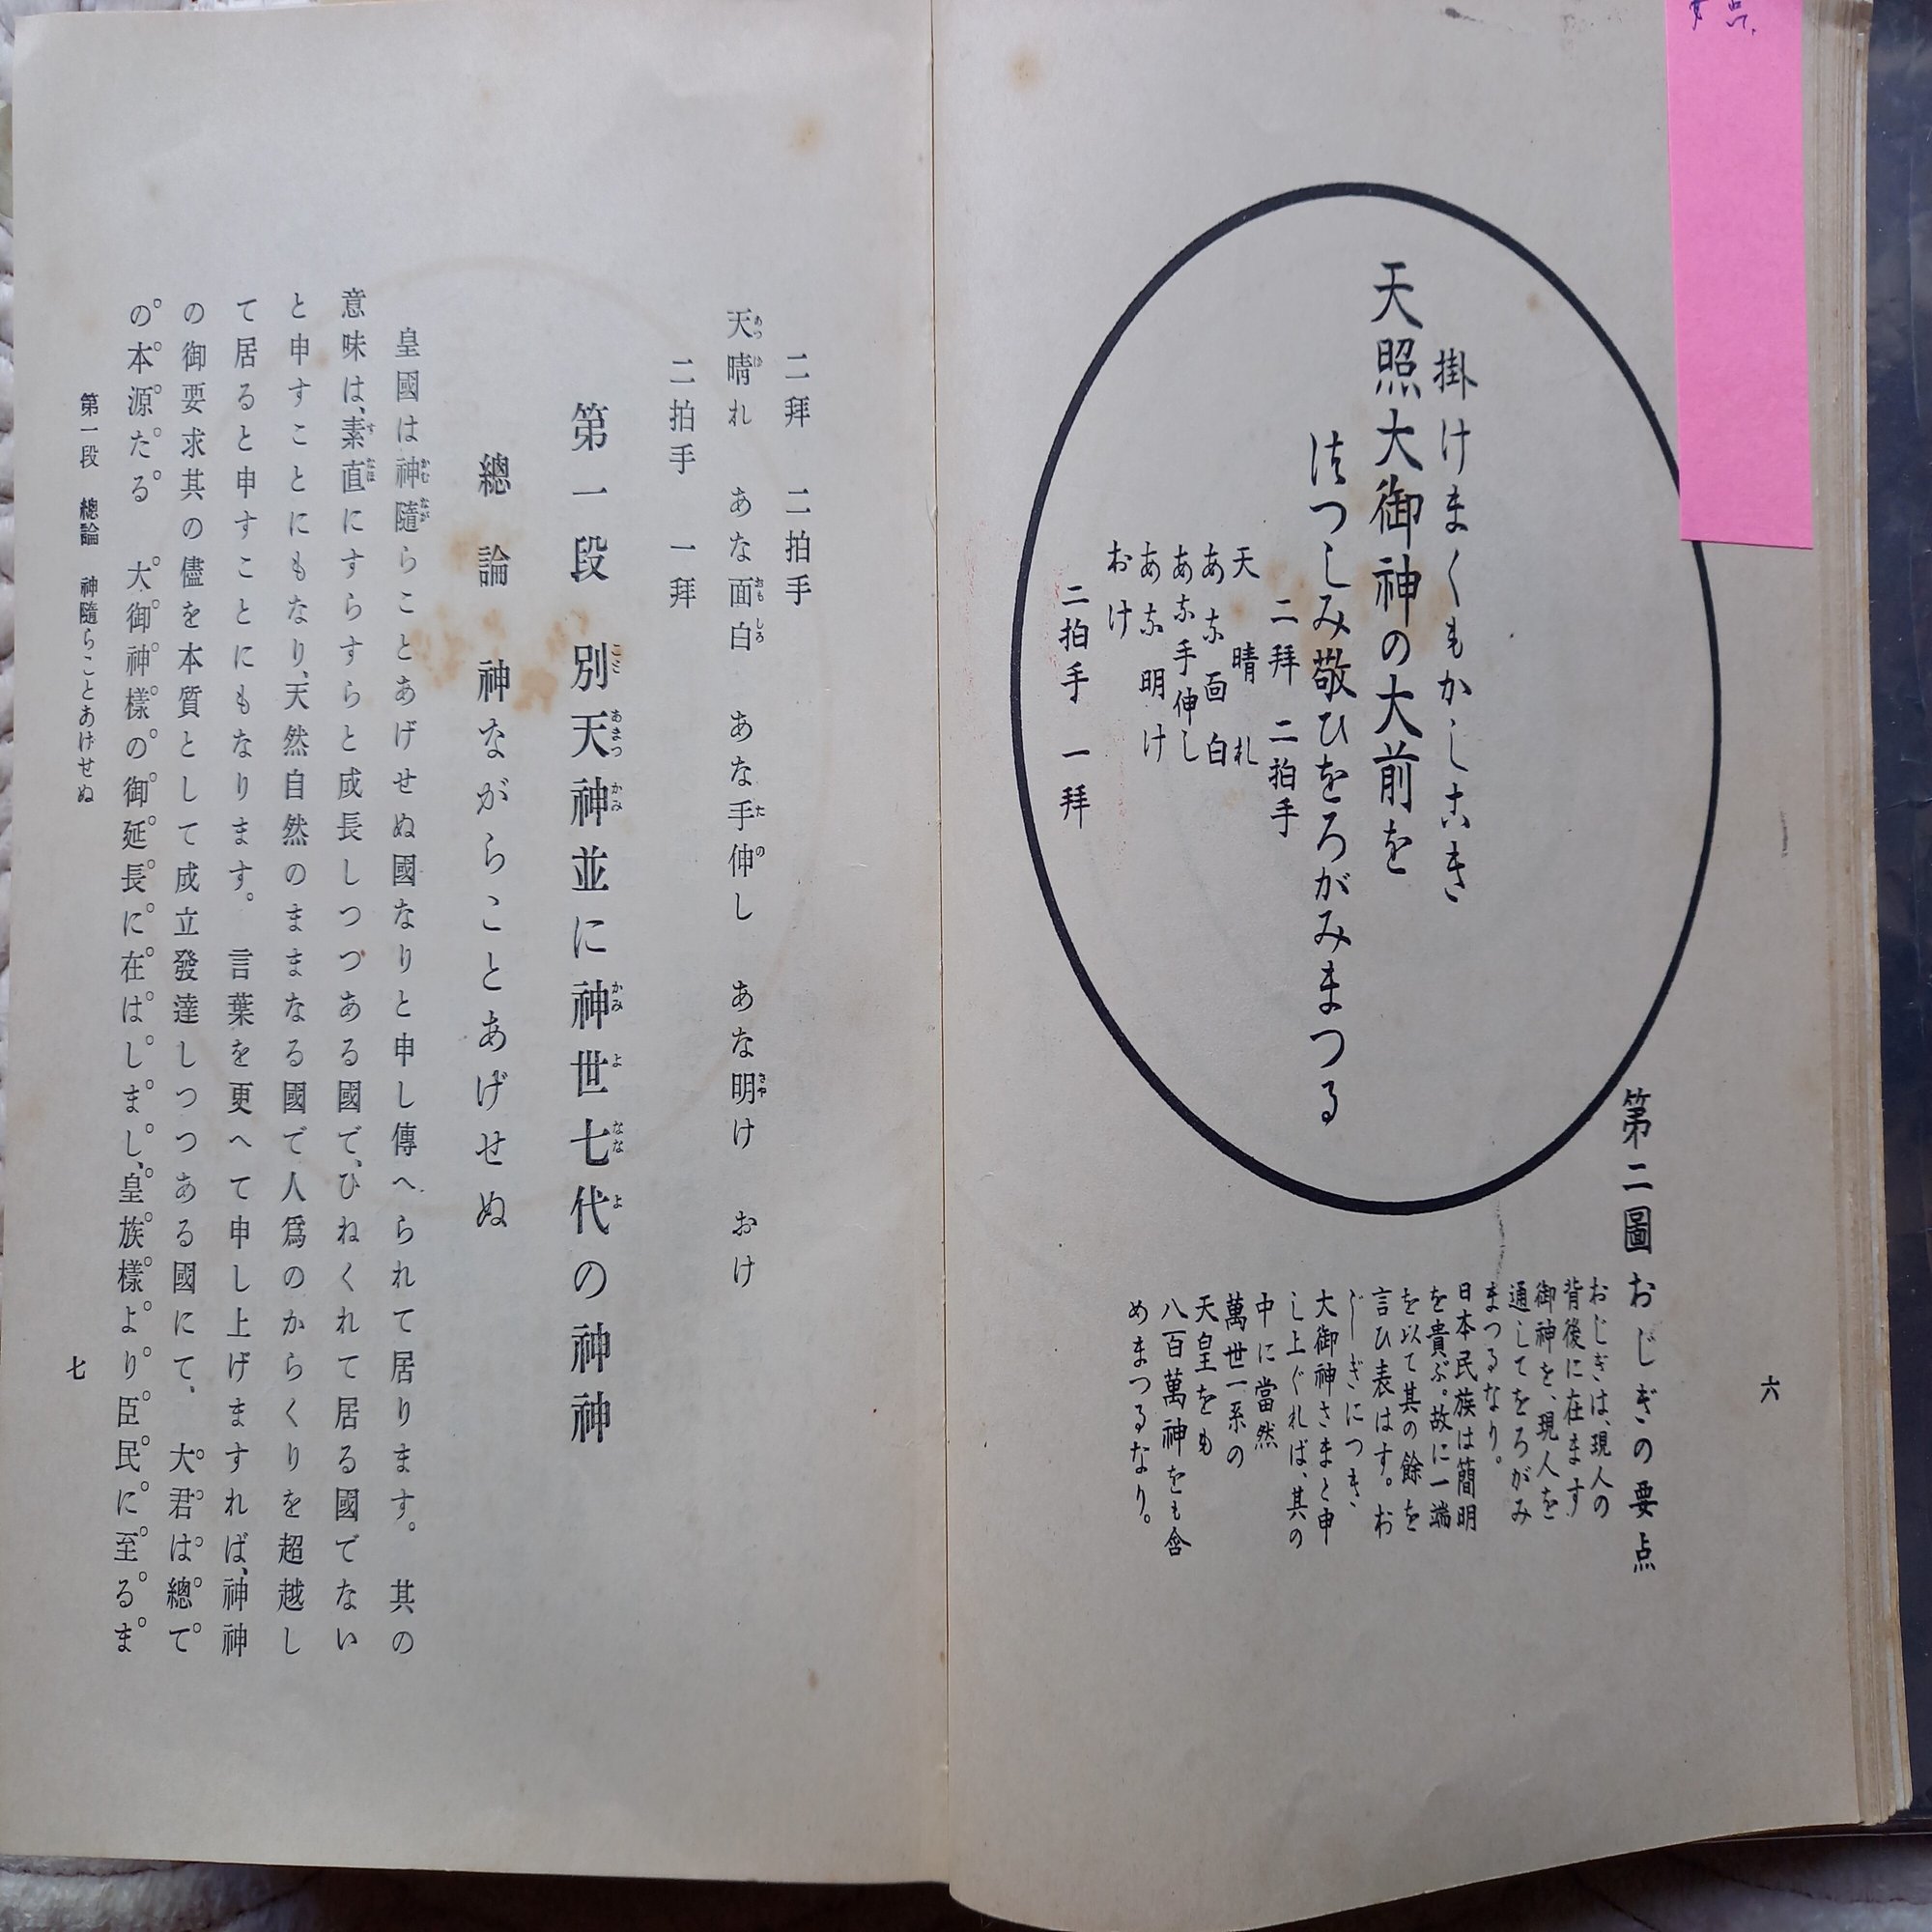 第二圖 おじぎの要点
おじぎは、現人の
背後に在ます
御神を、現人を
通してをろがみ
まつるなり。
日本民族は簡明
を貴ぶ。故に一端
を以て其の餘を
言ひ表はす。お
じぎにつき、
大御神さまと申
し上ぐれば、其の
中に當然
萬世一系の
天皇をも
八百萬神をも含
めまつるなり。
掛けまくもかしこき
天照大御神の大前を
つつしみ敬ひをろがみまつる
二拜 二拍手
天晴れ
あな面白
あな手伸し
あな明け
おけ
二拍手 一拜
六
二拜 二拍手
天晴れ あな面白 あな手伸し あな明け おけ
二拍手 一拜
第一段 別天神並に神世七代の神神
總論 神ながらことあげせぬ
皇國は神隨らことあげせぬ國なりと申し傳へられて居ります。其の
意味は、素直にすらすらと成長しつつある國で、ひねくれて居る國でない
と申すことにもなり、天然自然のままなる國で人爲のからくりを超越し
て居ると申すことにもなります。言葉を更へて申し上げますれば、神神
の御要求其の儘を本質として成立發達しつつある國にて、大君は總て
の本源たる 大御神樣の御延長に在はしまし、皇族樣より臣民に至るま
第一段 總論 神隨らことあげせぬ
七